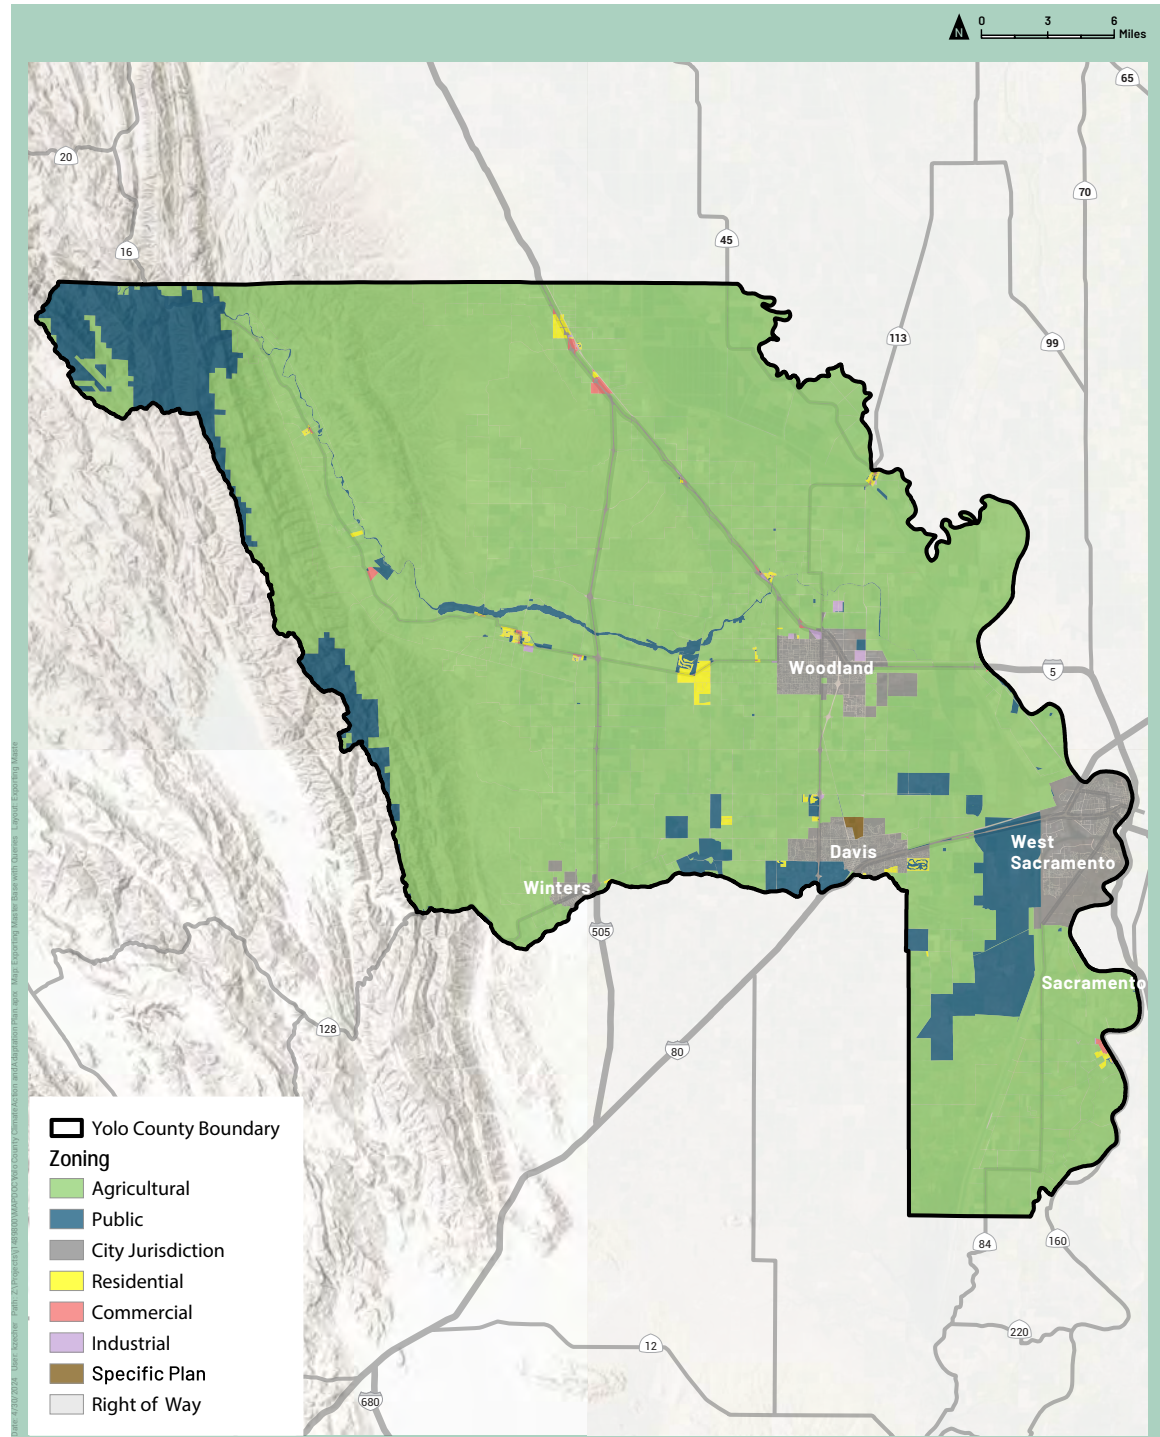 N
0 3 6
Miles
65
20
70
16
45
113
99
Woodland
5
Davis
West
Sacramento
Winters
505
Sacramento
128
80
84
160
220
12
680
Yolo County Boundary
Zoning
Agricultural
Public
City Jurisdiction
Residential
Commercial
Industrial
Specific Plan
Right of Way